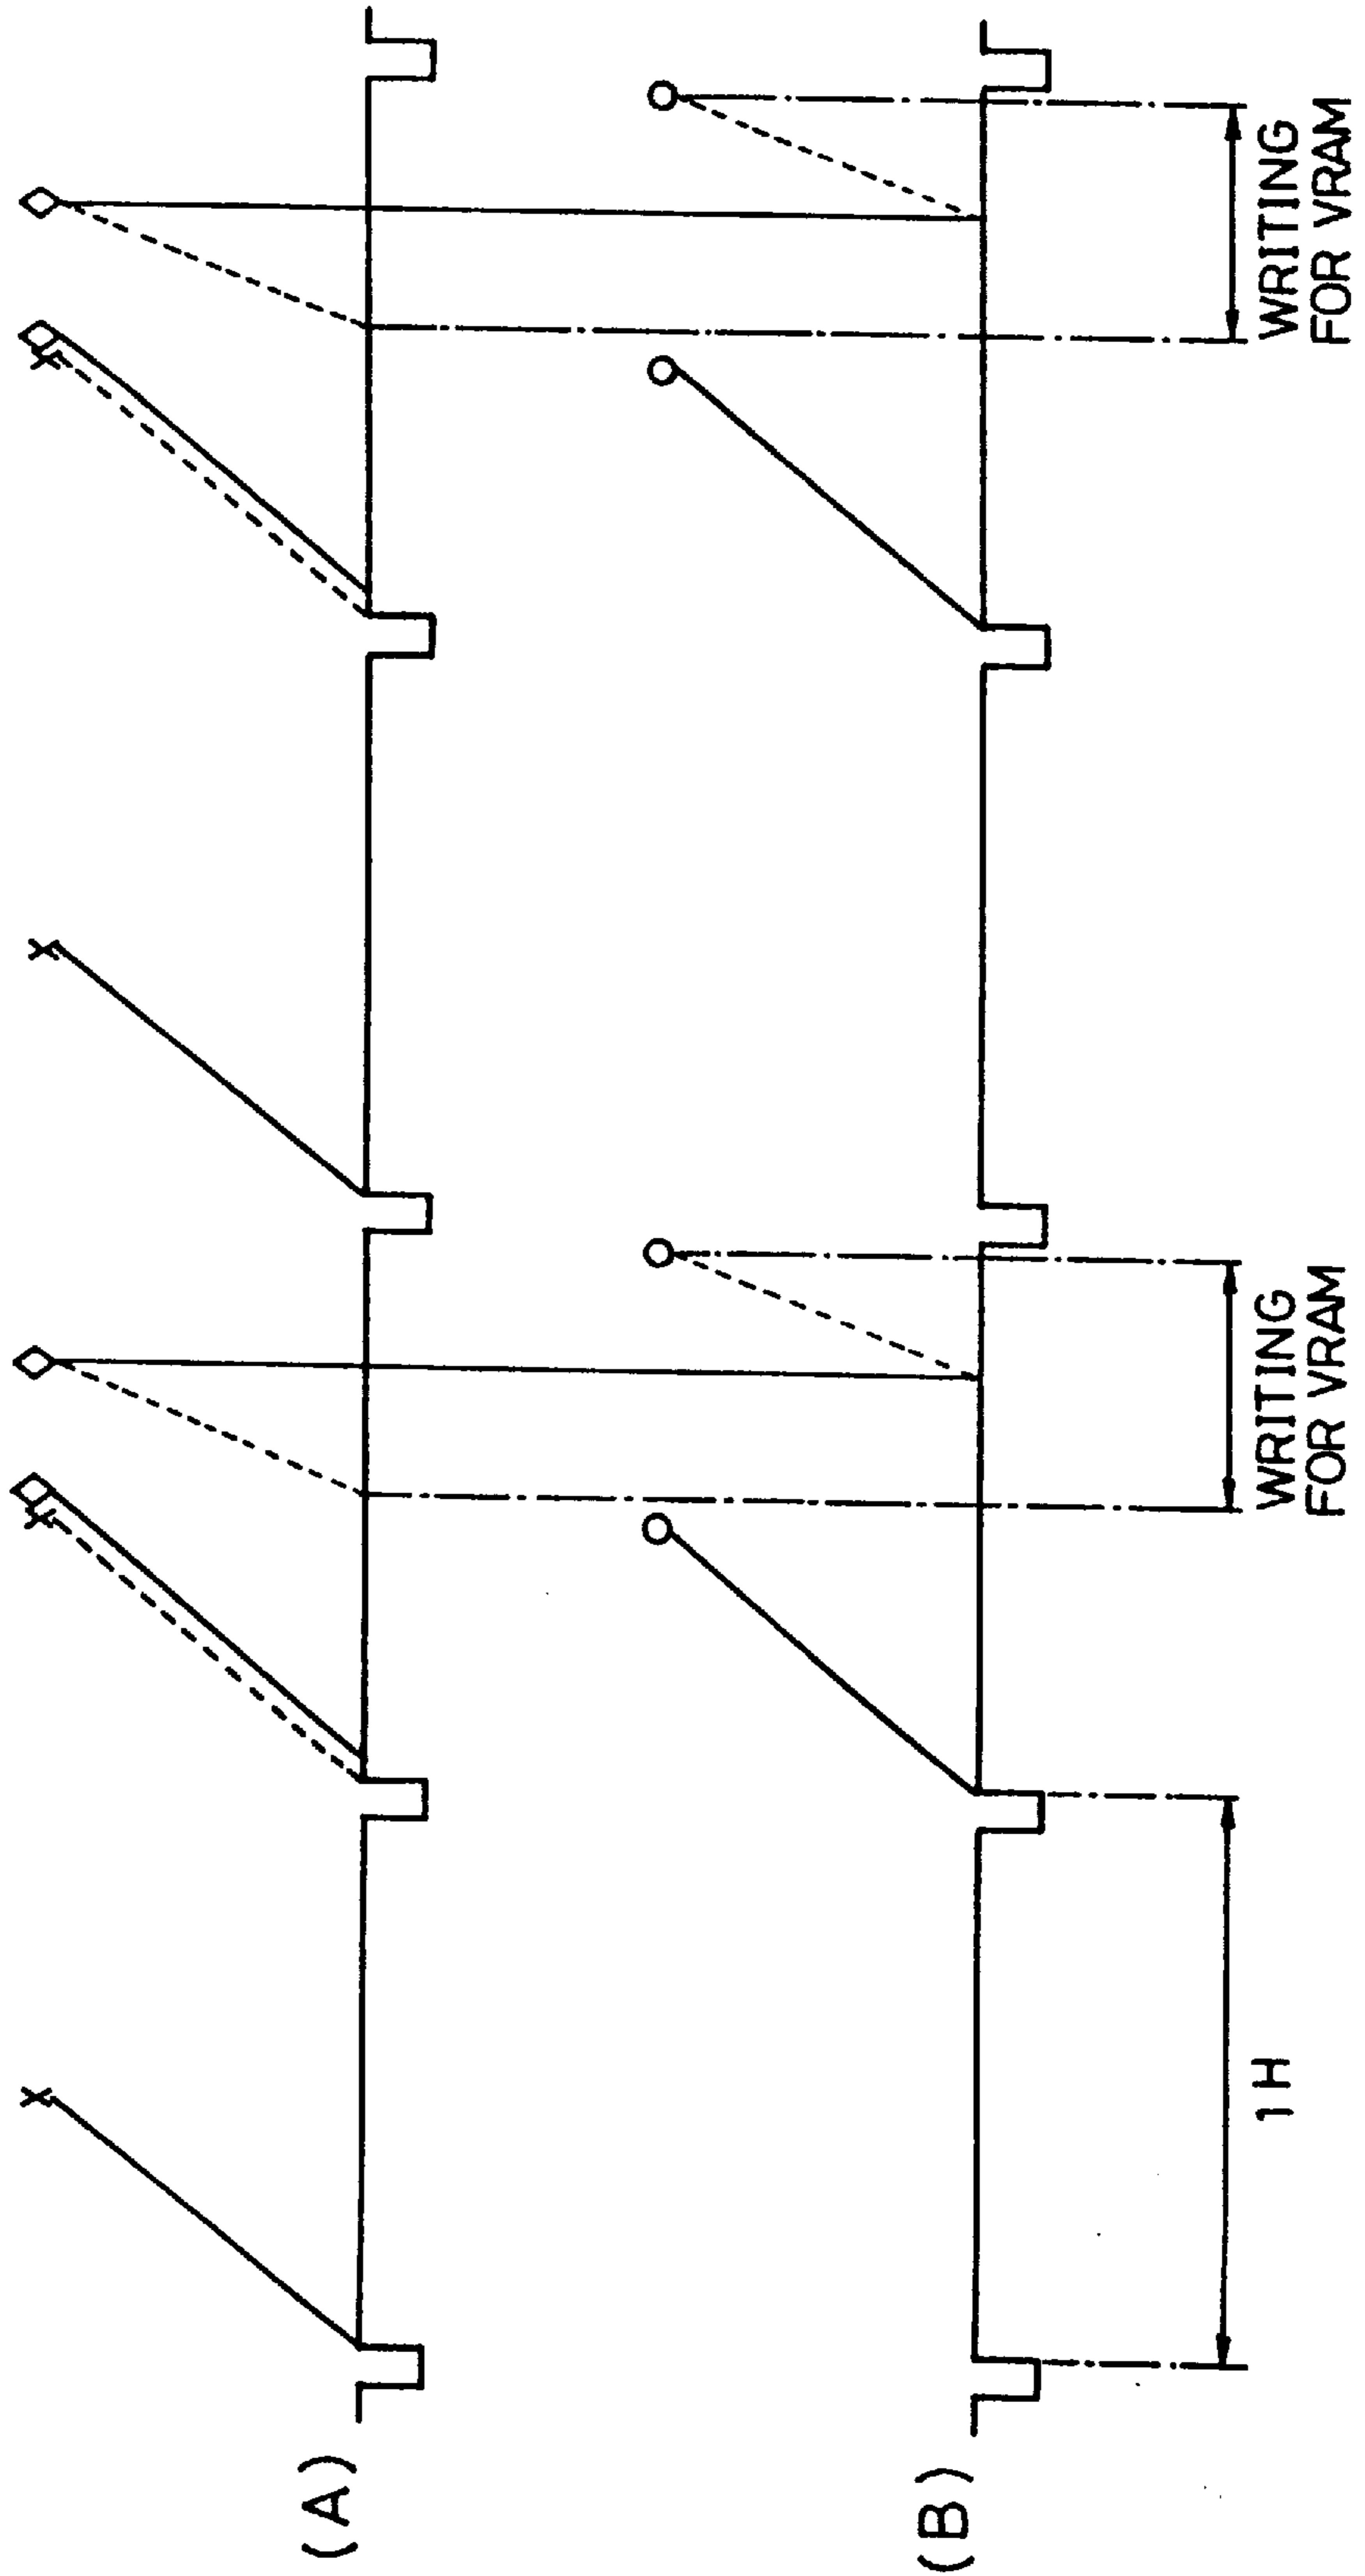 (A)
(B)
1H
WRITING
FOR VRAM
WRITING
FOR VRAM